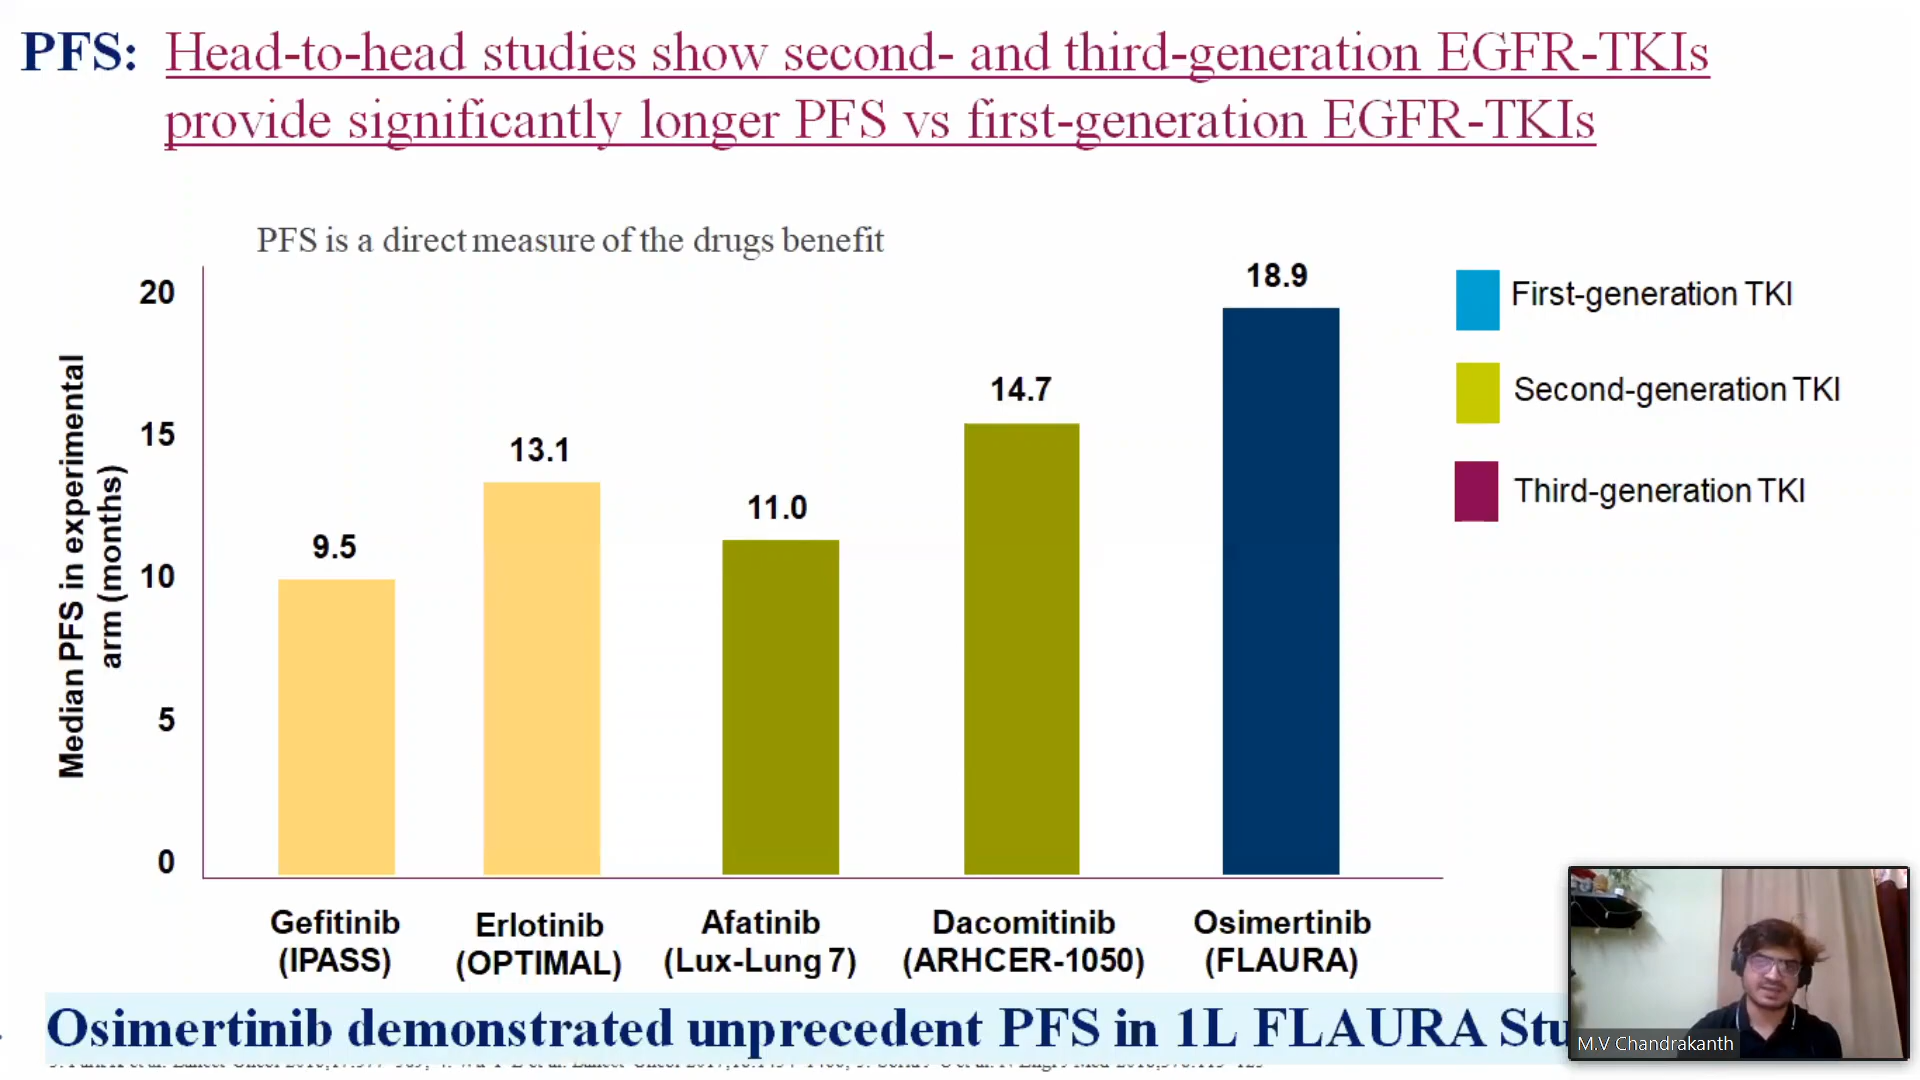 PFS: Head-to-head studies show second- and third-generation EGFR-TKIs
provide significantly longer PFS vs first-generation EGFR-TKIs
PFS is a direct measure of the drugs benefit
Median PFS in experimental
arm (months)
20
15
10
5
0
9.5
13.1
11.0
14.7
18.9
First-generation TKI
Second-generation TKI
Third-generation TKI
Gefitinib
(IPASS)
Erlotinib
(OPTIMAL)
Afatinib
(Lux-Lung 7)
Dacomitinib
(ARHCER-1050)
Osimertinib
(FLAURA)
Osimertinib demonstrated unprecedent PFS in 1L FLAURA Stu
M.V Chandrakanth